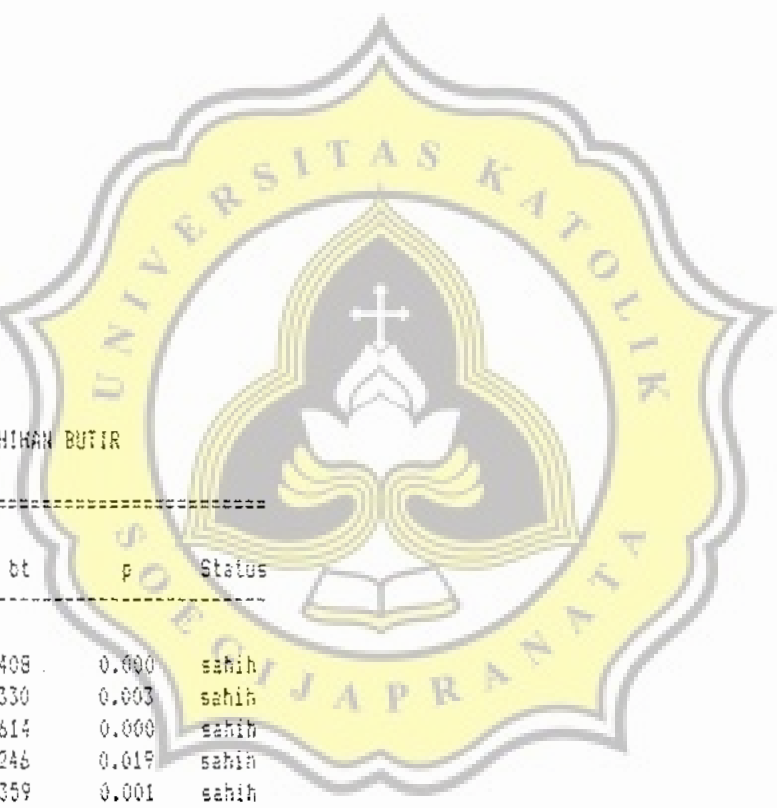 UNIVERSITAS KATOLIK
SOEGIJAPRANATA
HIHAN BUTIR
==========================
bt p Status
--------------------------
408 0.000 sahih
330 0.003 sahih
614 0.000 sahih
246 0.019 sahih
359 0.001 sahih